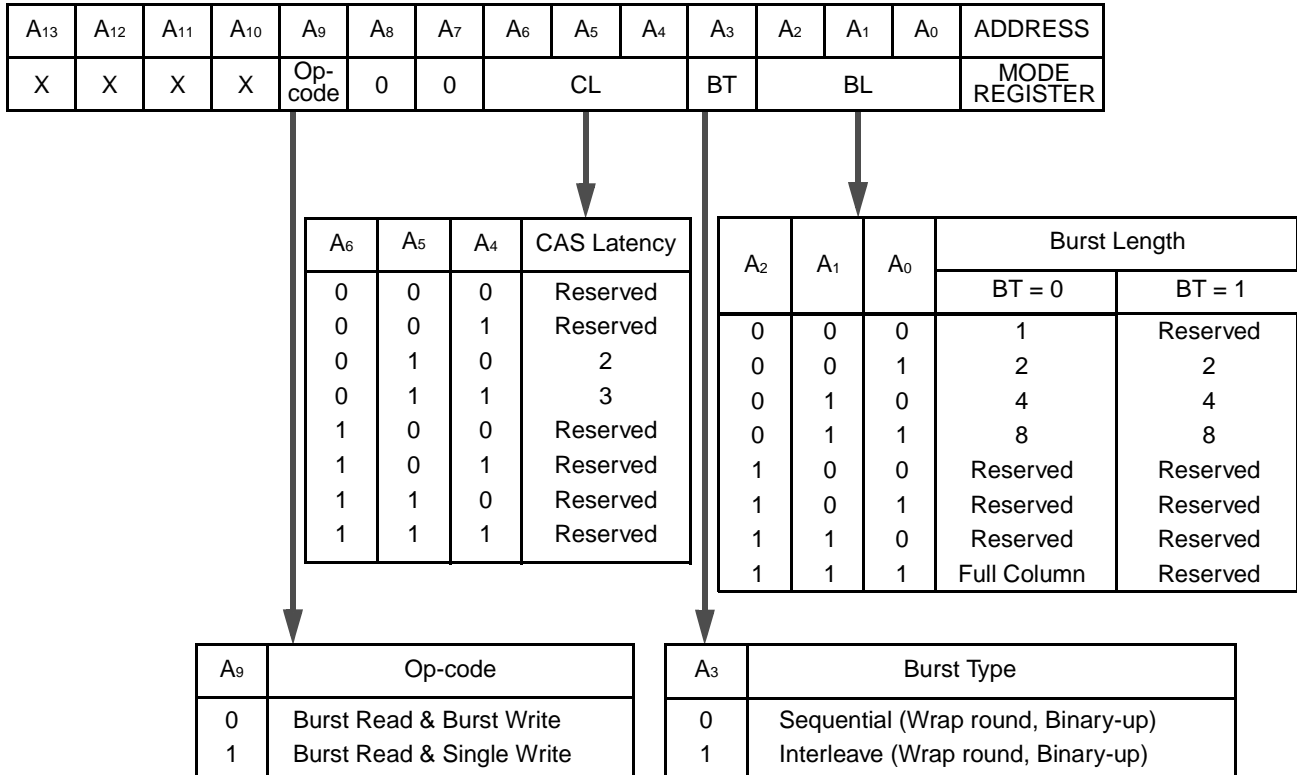 A13 A12 A11 A10 A9 A8 A7 A6 A5 A4 A3 A2 A1 A0 ADDRESS
X X X X Op-code 0 0 CL BT BL MODE REGISTER
A6 A5 A4 CAS Latency
0 0 0 Reserved
0 0 1 Reserved
0 1 0 2
0 1 1 3
1 0 0 Reserved
1 0 1 Reserved
1 1 0 Reserved
1 1 1 Reserved
A2 A1 A0 Burst Length
BT = 0 BT = 1
0 0 0 1 Reserved
0 0 1 2 2
0 1 0 4 4
0 1 1 8 8
1 0 0 Reserved Reserved
1 0 1 Reserved Reserved
1 1 0 Reserved Reserved
1 1 1 Full Column Reserved
A9 Op-code
0 Burst Read & Burst Write
1 Burst Read & Single Write
A3 Burst Type
0 Sequential (Wrap round, Binary-up)
1 Interleave (Wrap round, Binary-up)